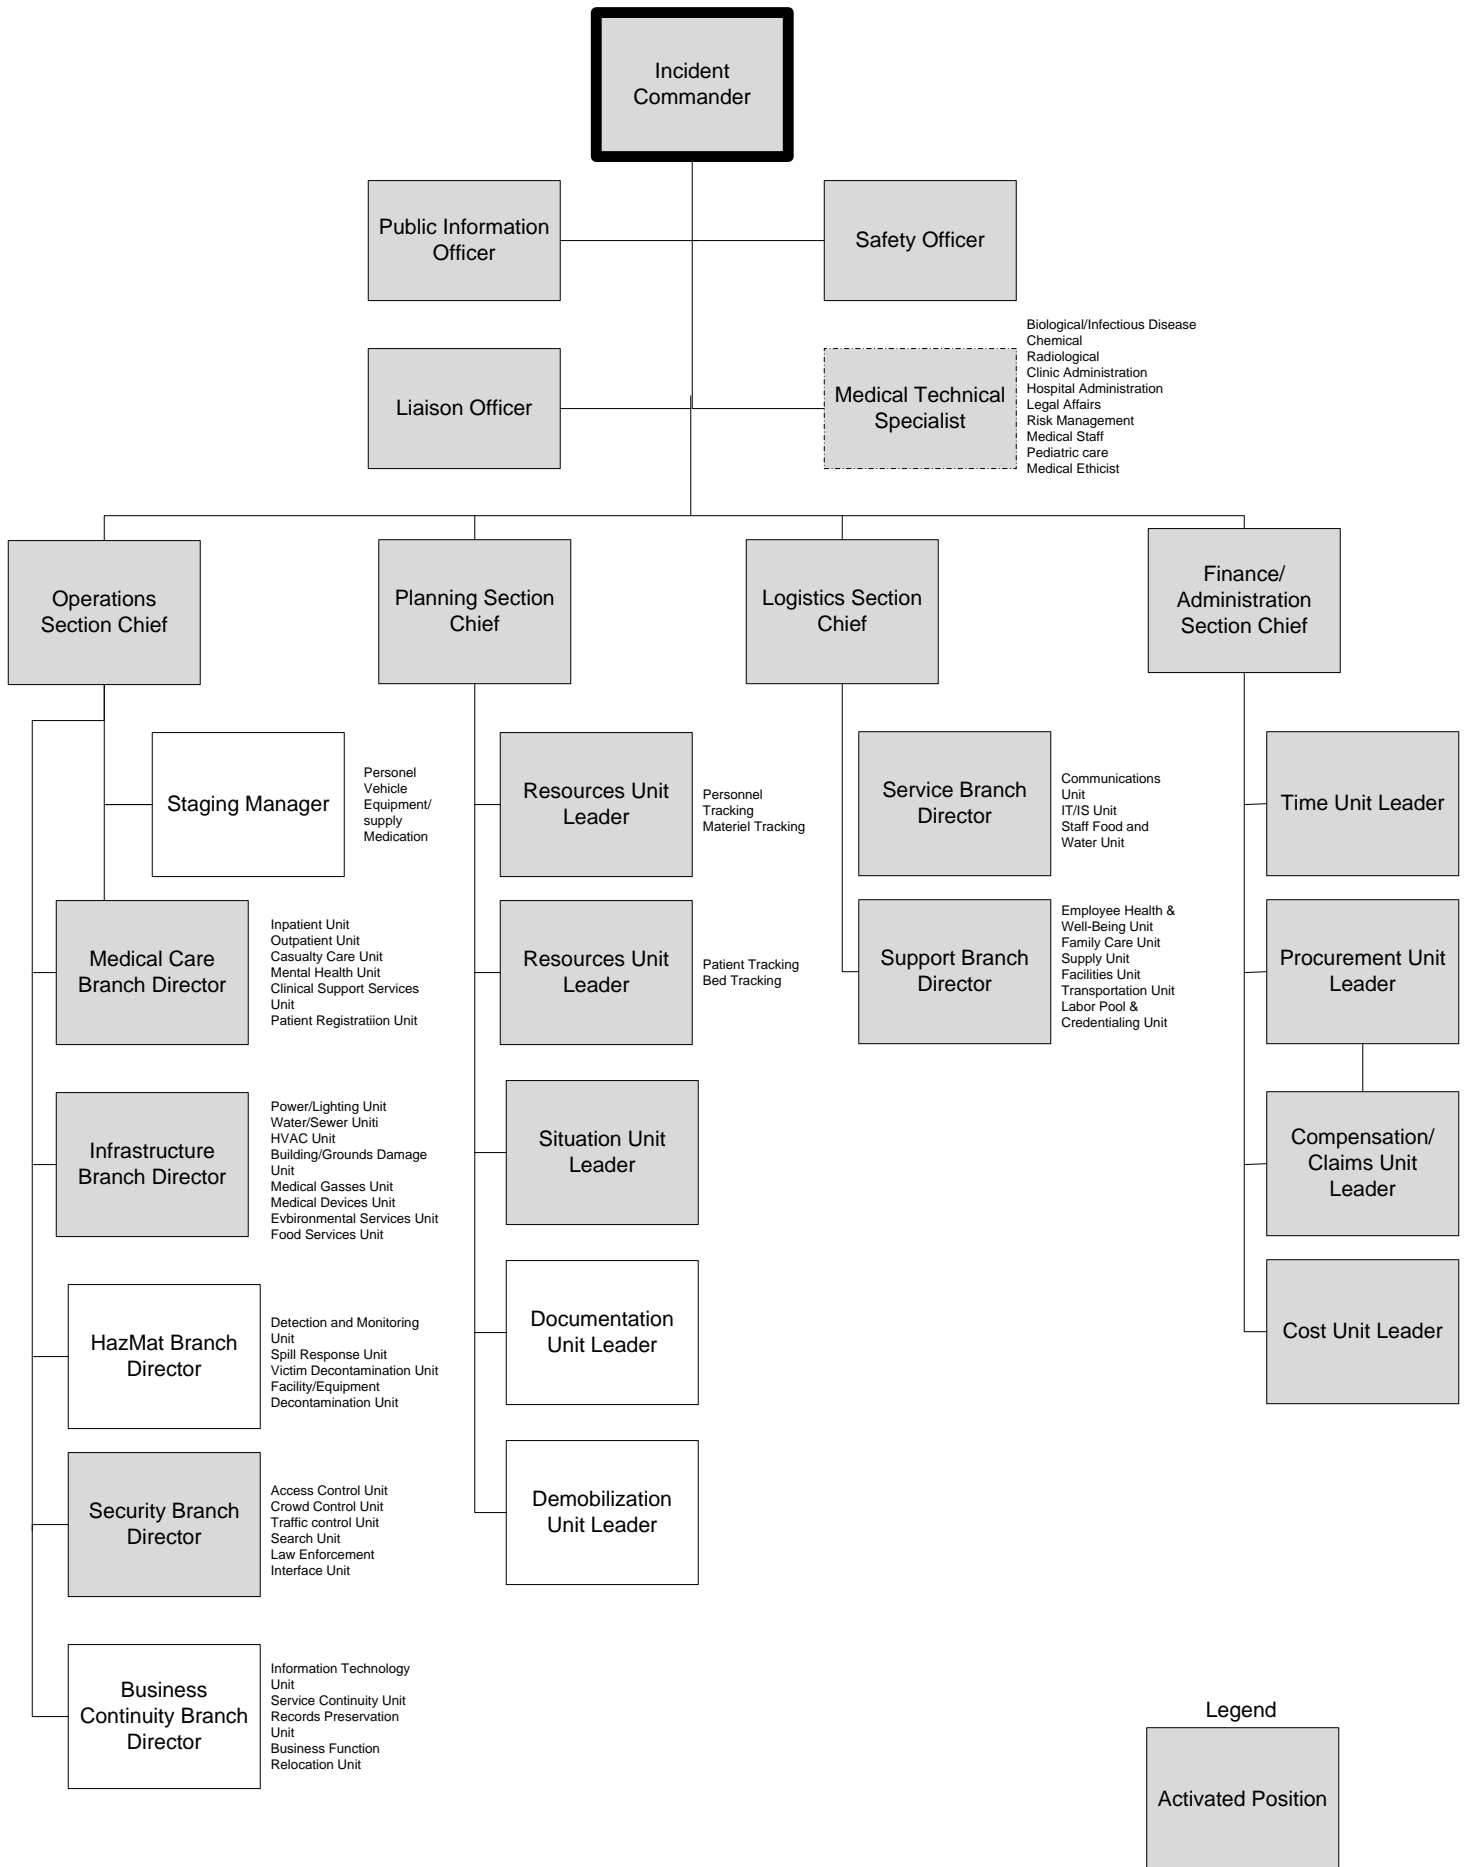 Incident
Commander
Public Information
Officer
Safety Officer
Liaison Officer
Medical Technical
Specialist
Biological/Infectious Disease
Chemical
Radiological
Clinic Administration
Hospital Administration
Legal Affairs
Risk Management
Medical Staff
Pediatric care
Medical Ethicist
Operations
Section Chief
Planning Section
Chief
Logistics Section
Chief
Finance/
Administration
Section Chief
Staging Manager
Personel
Vehicle
Equipment/
supply
Medication
Resources Unit
Leader
Personnel
Tracking
Materiel Tracking
Service Branch
Director
Communications
Unit
IT/IS Unit
Staff Food and
Water Unit
Time Unit Leader
Medical Care
Branch Director
Inpatient Unit
Outpatient Unit
Casualty Care Unit
Mental Health Unit
Clinical Support Services
Unit
Patient Registratiion Unit
Resources Unit
Leader
Patient Tracking
Bed Tracking
Support Branch
Director
Employee Health &
Well-Being Unit
Family Care Unit
Supply Unit
Facilities Unit
Transportation Unit
Labor Pool &
Credentialing Unit
Procurement Unit
Leader
Infrastructure
Branch Director
Power/Lighting Unit
Water/Sewer Uniti
HVAC Unit
Building/Grounds Damage
Unit
Medical Gasses Unit
Medical Devices Unit
Evbironmental Services Unit
Food Services Unit
Situation Unit
Leader
Compensation/
Claims Unit
Leader
HazMat Branch
Director
Detection and Monitoring
Unit
Spill Response Unit
Victim Decontamination Unit
Facility/Equipment
Decontamination Unit
Documentation
Unit Leader
Cost Unit Leader
Security Branch
Director
Access Control Unit
Crowd Control Unit
Traffic control Unit
Search Unit
Law Enforcement
Interface Unit
Demobilization
Unit Leader
Business
Continuity Branch
Director
Information Technology
Unit
Service Continuity Unit
Records Preservation
Unit
Business Function
Relocation Unit
Legend
Activated Position